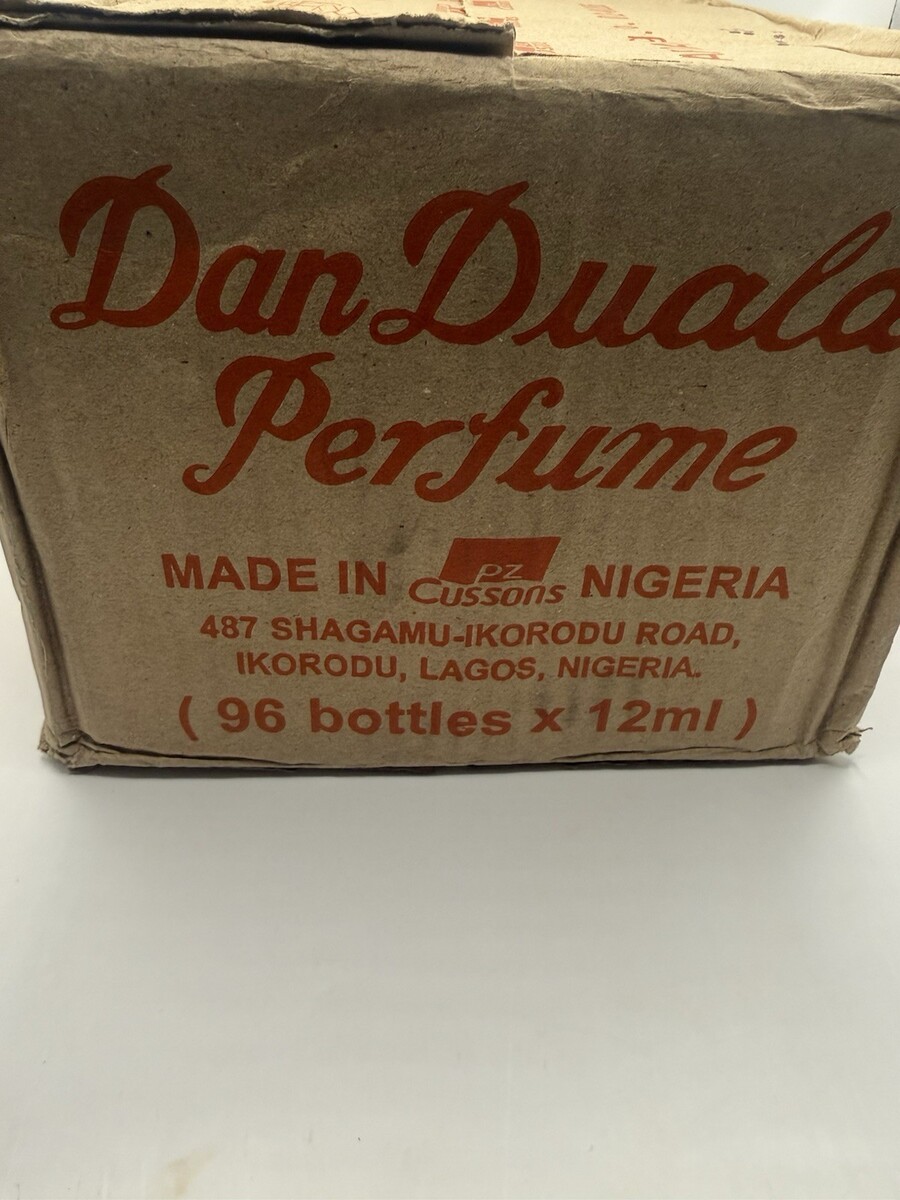 Dan Duala
Perfume
MADE IN PZ Cussons NIGERIA
487 SHAGAMU-IKORODU ROAD,
IKORODU, LAGOS, NIGERIA.
( 96 bottles x 12ml )